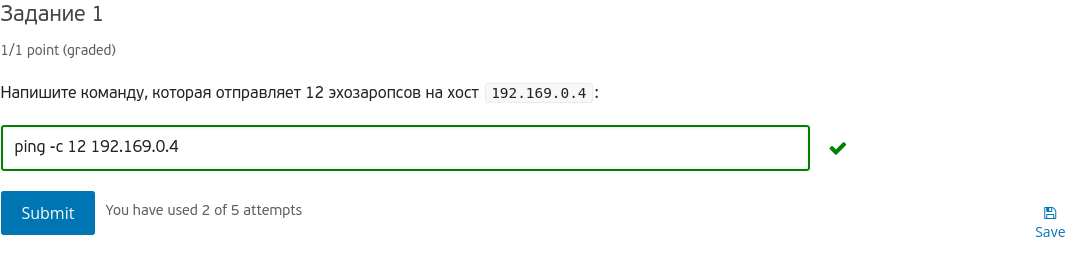 Задание 1
1/1 point (graded)
Напишите команду, которая отправляет 12 эхозаропсов на хост 192.169.0.4 :
ping -c 12 192.169.0.4
Submit You have used 2 of 5 attempts
Save